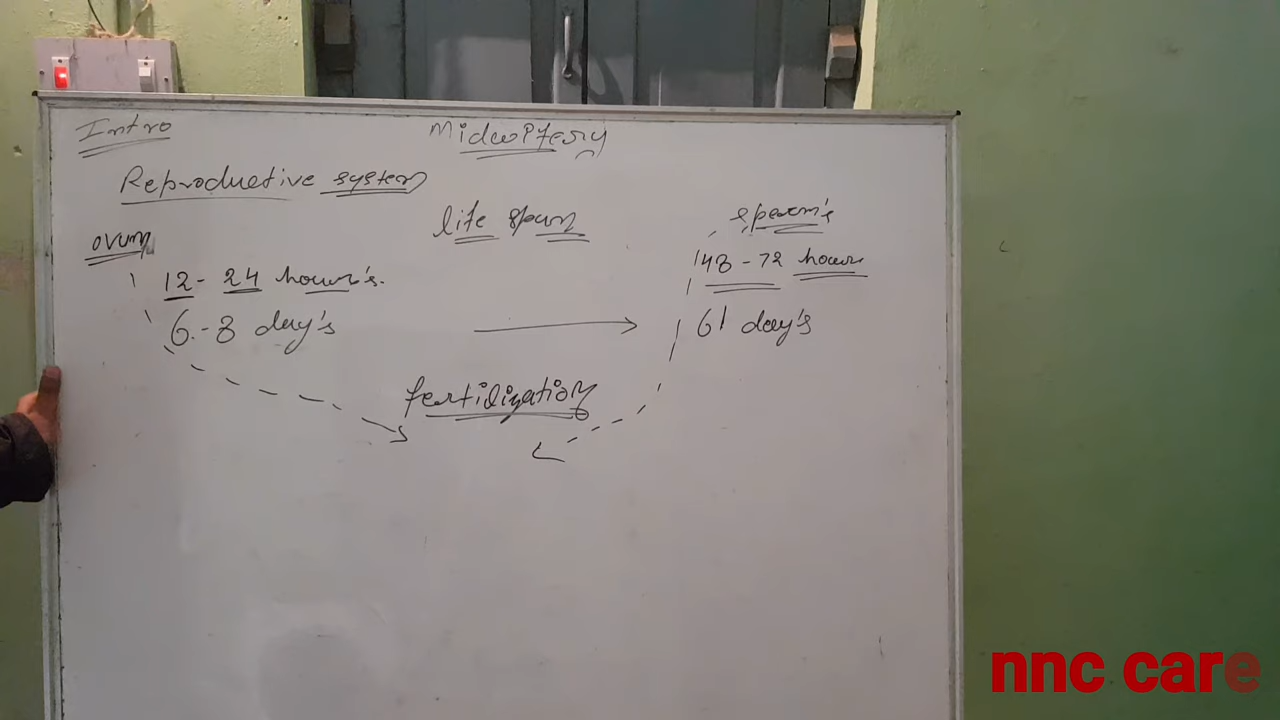 Intro
Midwifery
Reproductive system
life span
sperm's
ovum
48 - 72 hours
12 - 24 hour's.
6 - 8 day's
61 day's
fertilization
nnc care